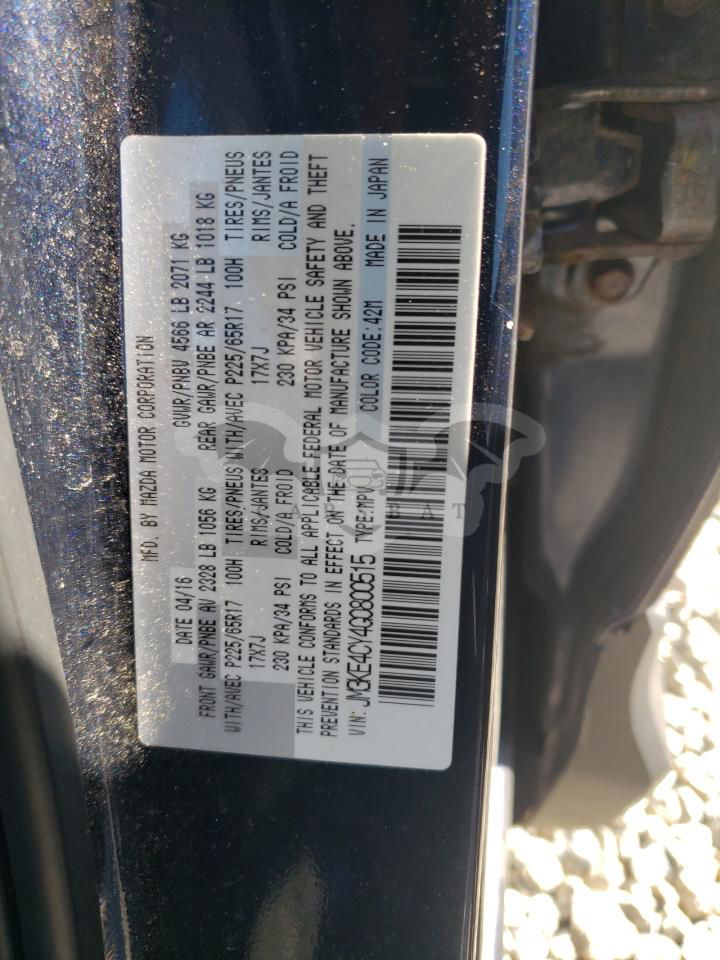 MFD. BY MAZDA MOTOR CORPORATION
DATE 04/16 GVWR/PNBV 4566 LB 2071 KG
FRONT GAWR/PNBE AV 2328 LB 1056 KG REAR GAWR/PNBE AR 2244 LB 1018 KG
WITH/AVEC P225/65R17 100H TIRES/PNEUS WITH/AVEC P225/65R17 100H TIRES/PNEUS
17X7J RIMS/JANTES 17X7J RIMS/JANTES
230 KPA/34 PSI COLD/A FROID 230 KPA/34 PSI COLD/A FROID
THIS VEHICLE CONFORMS TO ALL APPLICABLE FEDERAL MOTOR VEHICLE SAFETY AND THEFT
PREVENTION STANDARDS IN EFFECT ON THE DATE OF MANUFACTURE SHOWN ABOVE.
VIN: JM3KE4CY4G0800515 TYPE:MPV COLOR CODE:42M MADE IN JAPAN